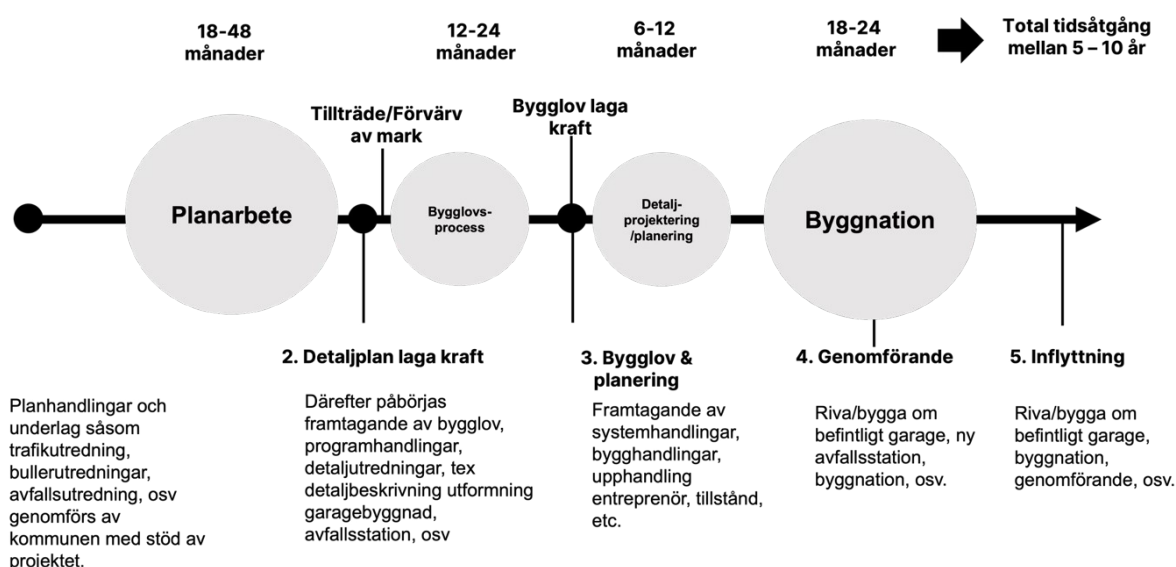 18-48
månader
12-24
månader
6-12
månader
18-24
månader
Total tidsåtgång
mellan 5 – 10 år
Tillträde/Förvärv
av mark
Bygglov laga
kraft
Planarbete
Bygglovs-
process
Detalj-
projektering
/planering
Byggnation
2. Detaljplan laga kraft
3. Bygglov &
planering
4. Genomförande
5. Inflyttning
Planhandlingar och
underlag såsom
trafikutredning,
bullerutredningar,
avfallsutredning, osv
genomförs av
kommunen med stöd av
projektet.
Därefter påbörjas
framtagande av bygglov,
programhandlingar,
detaljutredningar, tex
detaljbeskrivning utformning
garagebyggnad,
avfallsstation, osv
Framtagande av
systemhandlingar,
bygghandlingar,
upphandling
entreprenör, tillstånd,
etc.
Riva/bygga om
befintligt garage, ny
avfallsstation,
byggnation, osv.
Riva/bygga om
befintligt garage,
byggnation,
genomförande, osv.